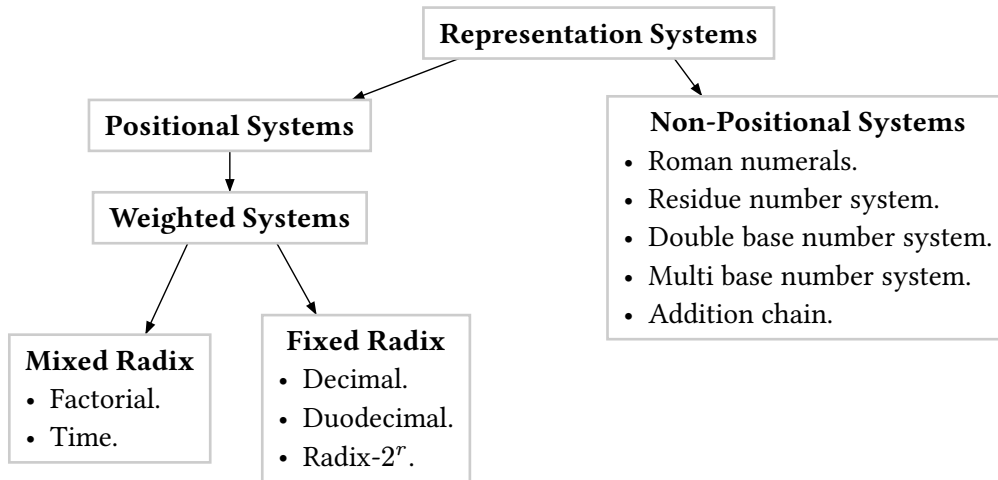 Representation Systems
Positional Systems
Weighted Systems
Mixed Radix
• Factorial.
• Time.
Fixed Radix
• Decimal.
• Duodecimal.
• Radix-2^r.
Non-Positional Systems
• Roman numerals.
• Residue number system.
• Double base number system.
• Multi base number system.
• Addition chain.